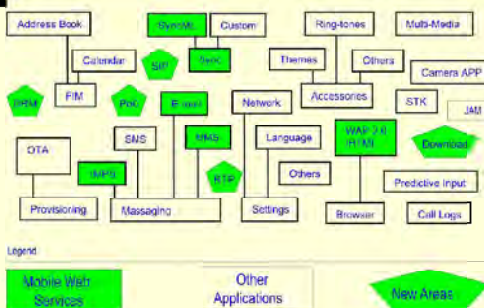 Address Book
SyncML
Custom
Ring-tones
Multi-Media
Calendar
SIP
Sync
Themes
Others
Camera APP
DRM
FIM
PoC
E-mail
Network
Accessories
STK
JAM
OTA
SMS
MMS
Language
WAP 2.0
Download
IMPS
RTP
Others
Predictive Input
Provisioning
Massaging
Settings
Browser
Call Logs
Legend
Mobile Web
Services
Other
Applications
New Areas